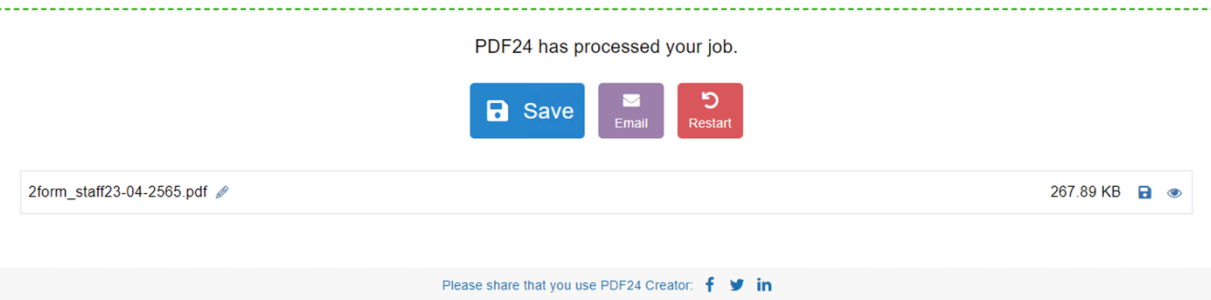 PDF24 has processed your job.
Save
Email
Restart
2form_staff23-04-2565.pdf 267.89 KB
Please share that you use PDF24 Creator: